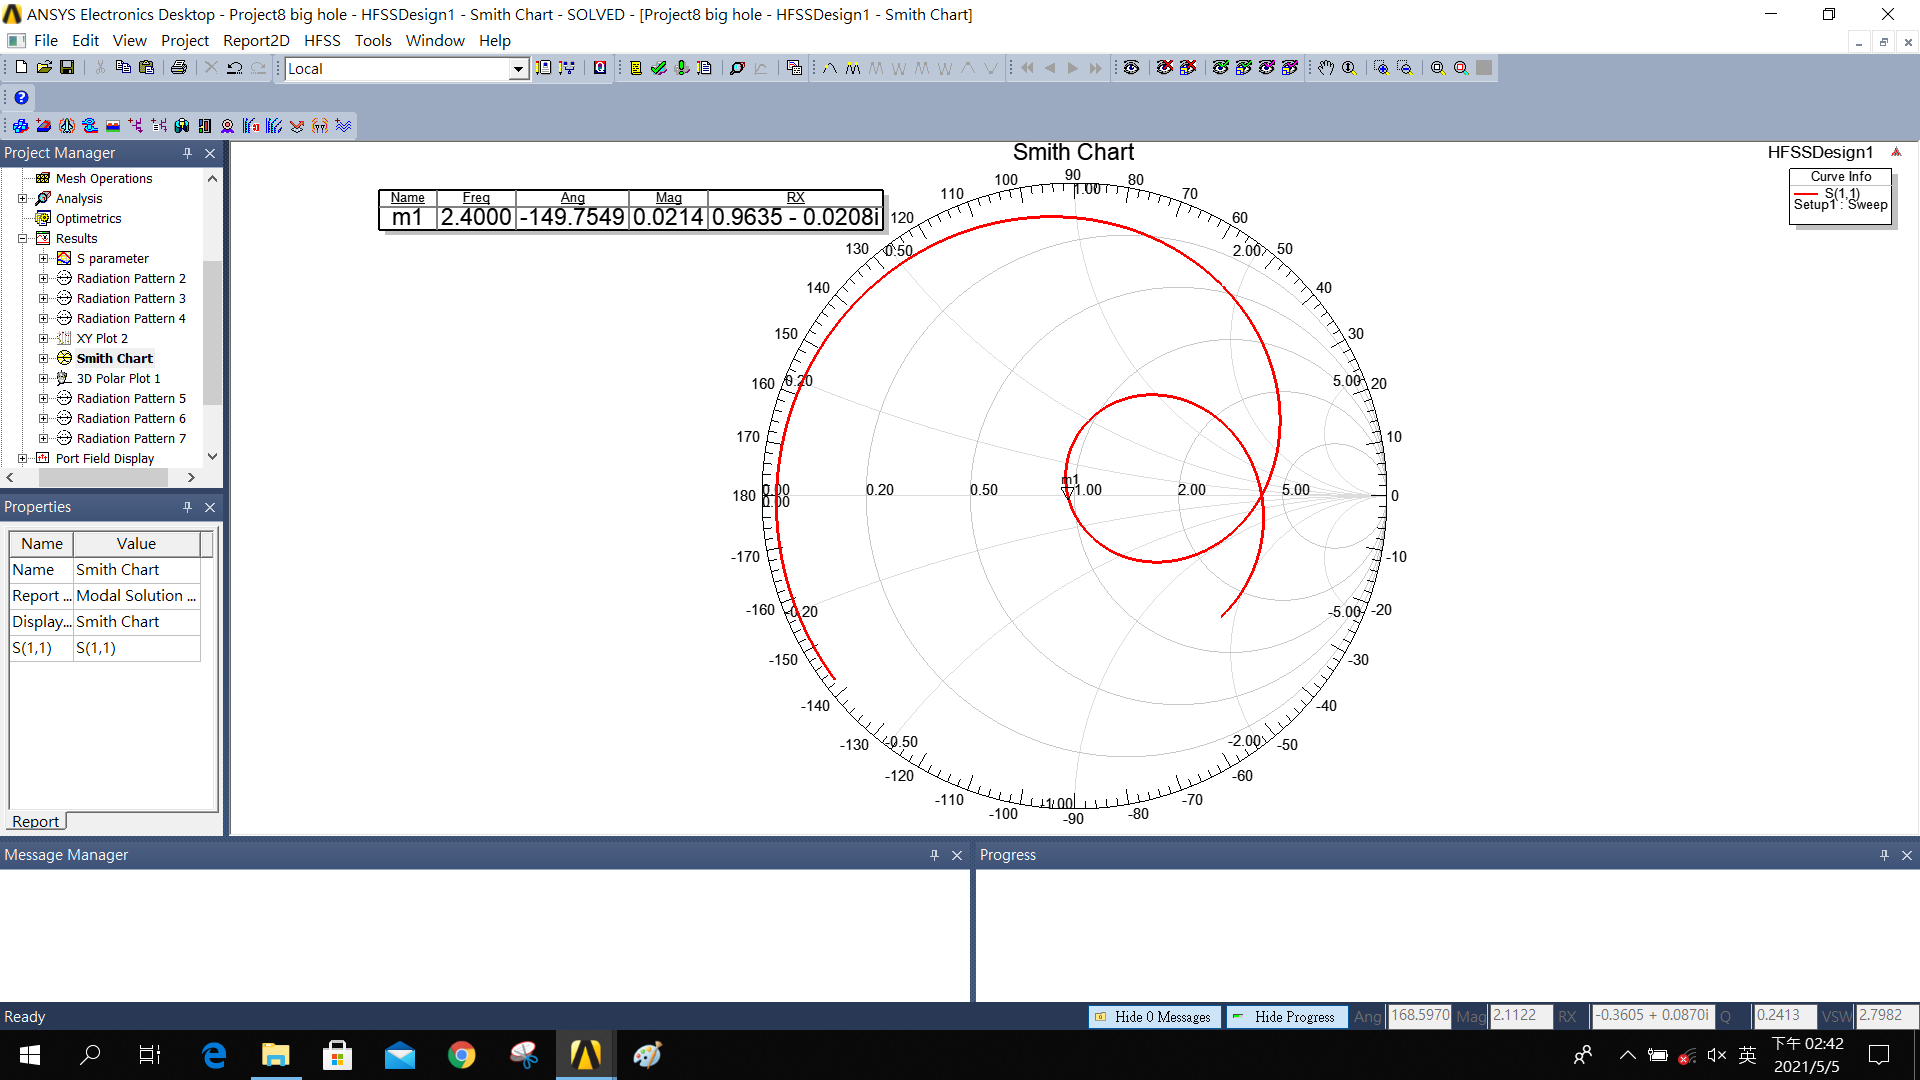 ANSYS Electronics Desktop - Project8 big hole - HFSSDesign1 - Smith Chart - SOLVED - [Project8 big hole - HFSSDesign1 - Smith Chart]
File Edit View Project Report2D HFSS Tools Window Help
Local
Project Manager
Mesh Operations
Analysis
Optimetrics
Results
S parameter
Radiation Pattern 2
Radiation Pattern 3
Radiation Pattern 4
XY Plot 2
Smith Chart
3D Polar Plot 1
Radiation Pattern 5
Radiation Pattern 6
Radiation Pattern 7
Port Field Display
Properties
Name Value
Name Smith Chart
Report ... Modal Solution ...
Display... Smith Chart
S(1,1) S(1,1)
Report
Smith Chart
HFSSDesign1
Curve Info
S(1,1)
Setup1 : Sweep
Name Freq Ang Mag RX
m1 2.4000 -149.7549 0.0214 0.9635 - 0.0208i
90
100 1.00 80
110 70
120 60
130 0.50 2.00 50
140 40
150 30
160 0.20 5.00 20
170 10
m1
180 0.00 0.20 0.50 1.00 2.00 5.00 0
0.00
-170 -10
-160 -0.20 -5.00 -20
-150 -30
-140 -40
-130 -0.50 -2.00 -50
-120 -60
-110 -70
-100 -1.00 -80
-90
Message Manager
Progress
Ready
Hide 0 Messages Hide Progress Ang 168.5970 Mag 2.1122 RX -0.3605 + 0.0870i Q 0.2413 VSW 2.7982
英
下午 02:42
2021/5/5